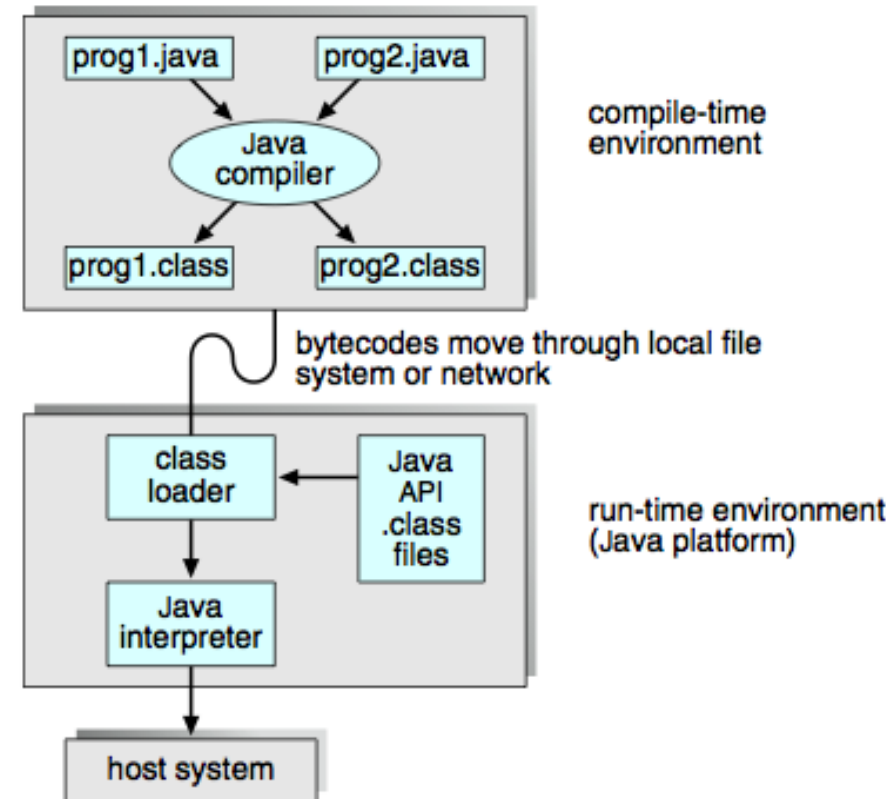 prog1.java
prog2.java
compile-time
environment
Java
compiler
prog1.class
prog2.class
bytecodes move through local file
system or network
class
loader
Java
API
.class
files
run-time environment
(Java platform)
Java
interpreter
host system